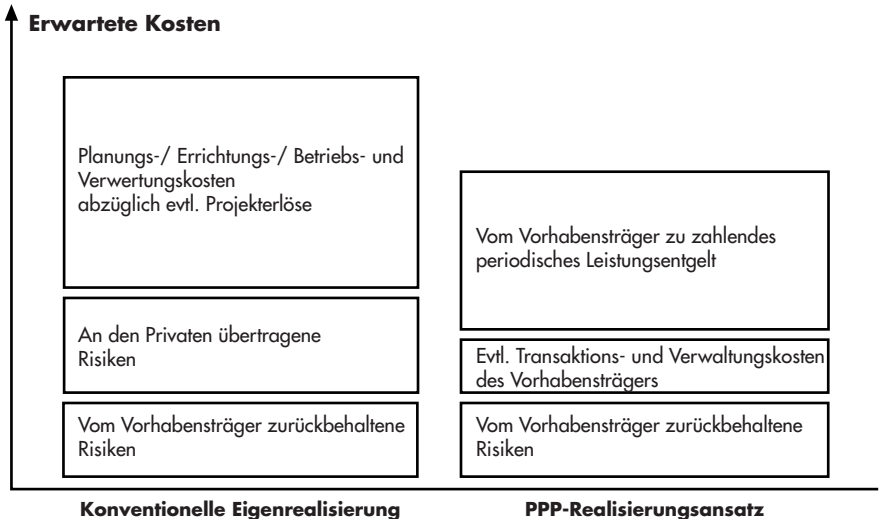 Erwartete Kosten
Planungs-/ Errichtungs-/ Betriebs- und
Verwertungskosten
abzüglich evtl. Projekterlöse
An den Privaten übertragene
Risiken
Vom Vorhabensträger zurückbehaltene
Risiken
Vom Vorhabensträger zu zahlendes
periodisches Leistungsentgelt
Evtl. Transaktions- und Verwaltungskosten
des Vorhabensträgers
Vom Vorhabensträger zurückbehaltene
Risiken
Konventionelle Eigenrealisierung
PPP-Realisierungsansatz